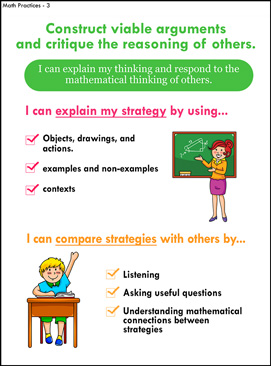 Math Practices - 3
Construct viable arguments
and critique the reasoning of others.
I can explain my thinking and respond to the
mathematical thinking of others.
I can explain my strategy by using...
Objects, drawings, and
actions.
examples and non-examples
contexts
I can compare strategies with others by...
Listening
Asking useful questions
Understanding mathematical
connections between
strategies